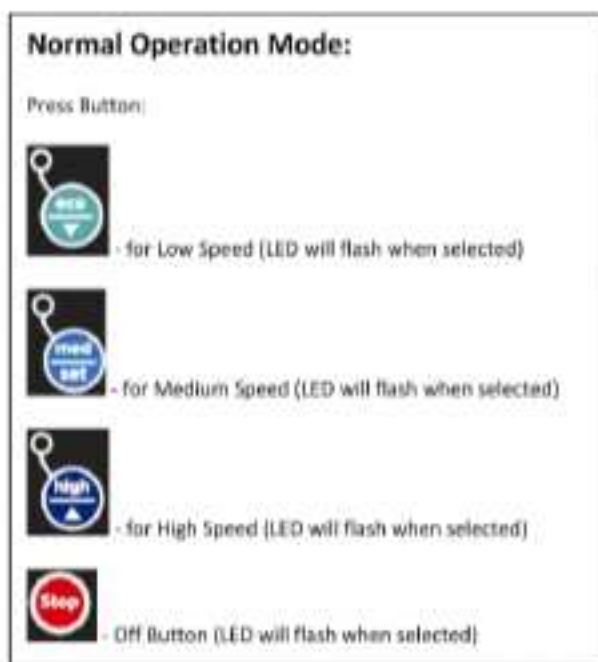 Normal Operation Mode:
Press Button:
eco
- for Low Speed (LED will flash when selected)
med
set
- for Medium Speed (LED will flash when selected)
high
- for High Speed (LED will flash when selected)
Stop
- Off Button (LED will flash when selected)